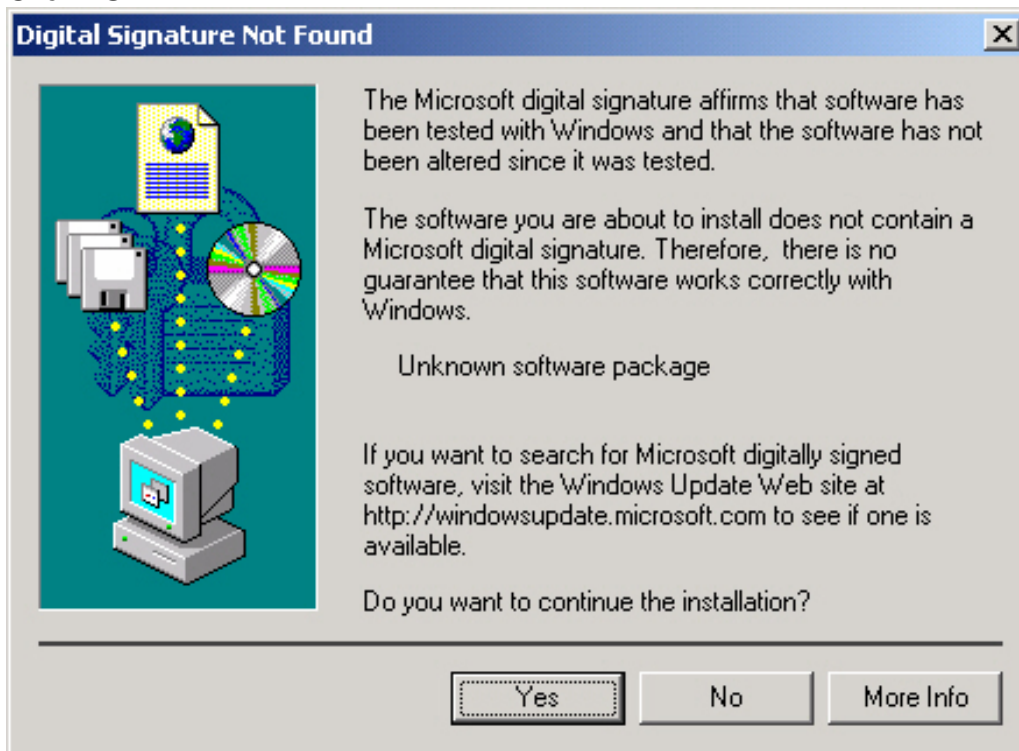 Digital Signature Not Found
The Microsoft digital signature affirms that software has
been tested with Windows and that the software has not
been altered since it was tested.
The software you are about to install does not contain a
Microsoft digital signature. Therefore,  there is no
guarantee that this software works correctly with
Windows.
Unknown software package
If you want to search for Microsoft digitally signed
software, visit the Windows Update Web site at
http://windowsupdate.microsoft.com to see if one is
available.
Do you want to continue the installation?
Yes
No
More Info